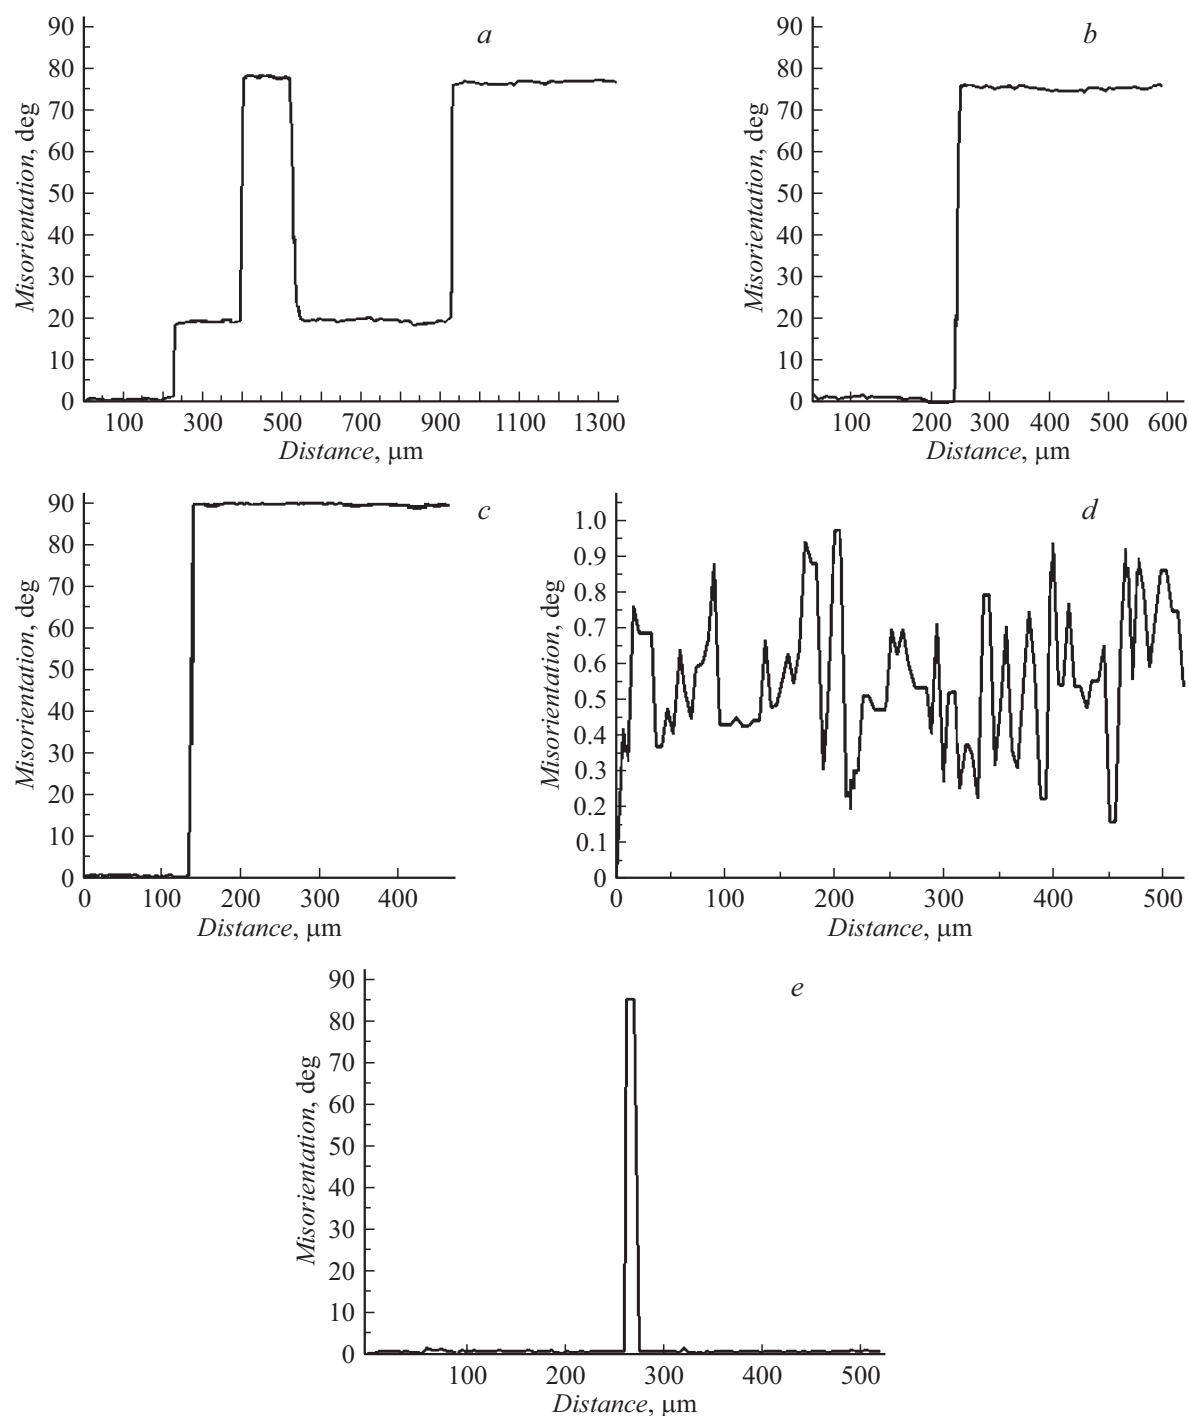 a
90
80
70
60
50
40
30
20
10
0
Misorientation, deg
100 300 500 700 900 1100 1300
Distance, μm
b
90
80
70
60
50
40
30
20
10
0
Misorientation, deg
100 200 300 400 500 600
Distance, μm
c
90
80
70
60
50
40
30
20
10
0
Misorientation, deg
0 100 200 300 400
Distance, μm
d
1.0
0.9
0.8
0.7
0.6
0.5
0.4
0.3
0.2
0.1
0
Misorientation, deg
0 100 200 300 400 500
Distance, μm
e
90
80
70
60
50
40
30
20
10
0
Misorientation, deg
100 200 300 400 500
Distance, μm